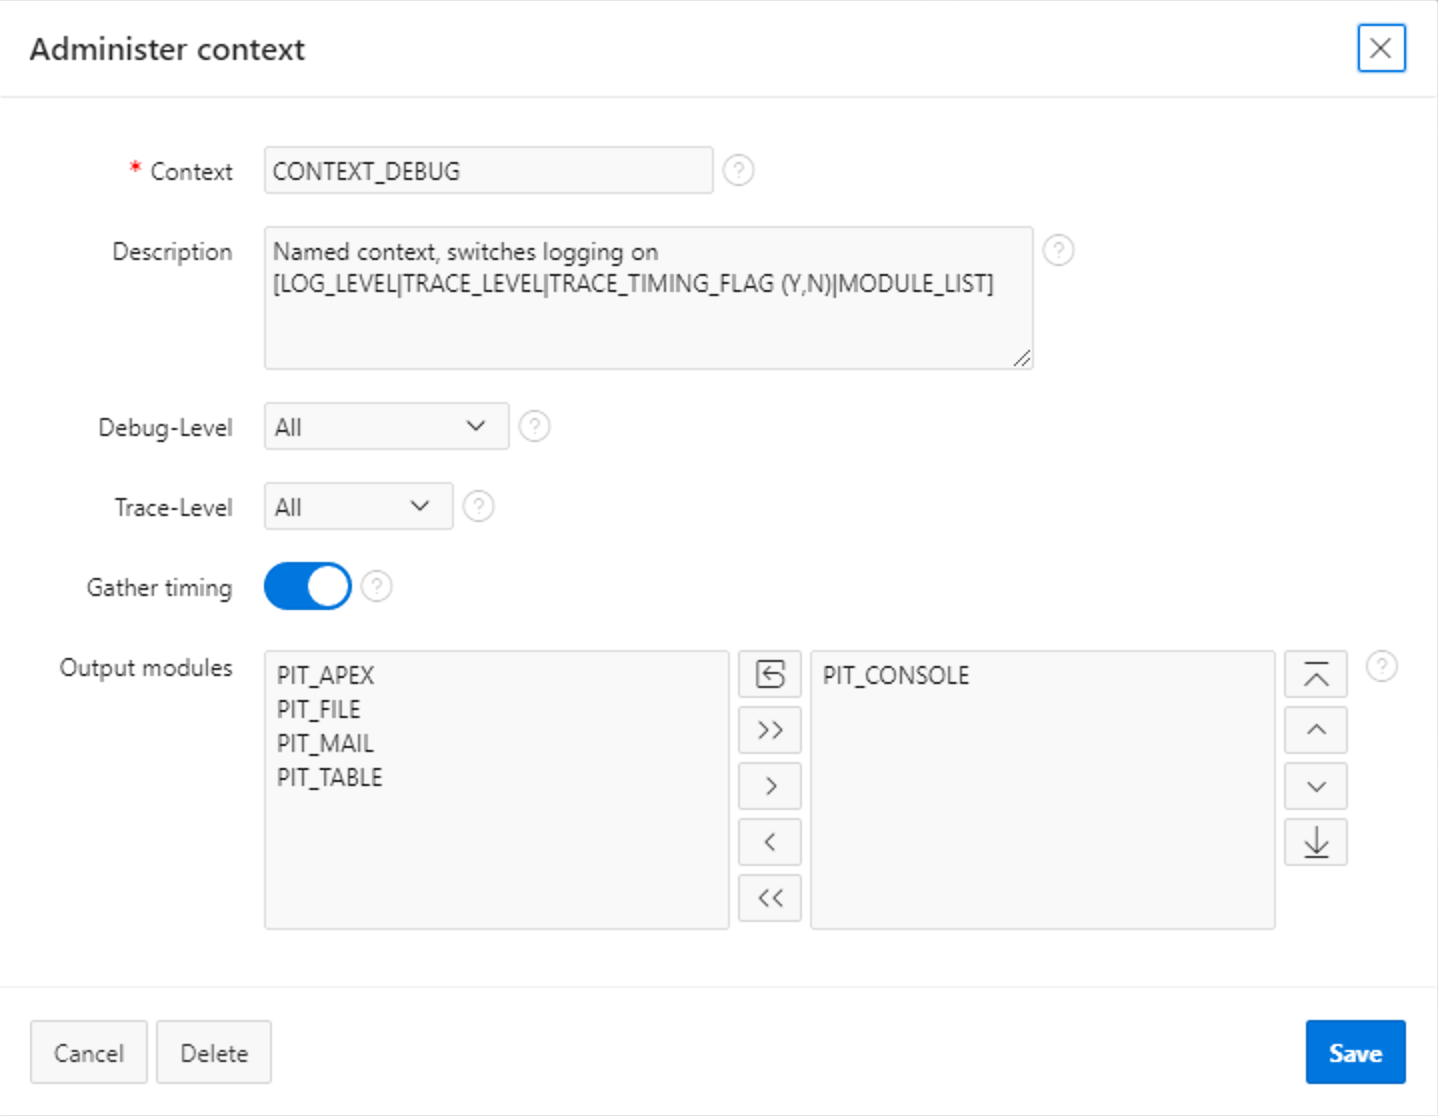 Administer context
* Context
CONTEXT_DEBUG
?
Description
Named context, switches logging on
[LOG_LEVEL|TRACE_LEVEL|TRACE_TIMING_FLAG (Y,N)|MODULE_LIST]
?
Debug-Level
All
?
Trace-Level
All
?
Gather timing
?
Output modules
PIT_APEX
PIT_FILE
PIT_MAIL
PIT_TABLE
PIT_CONSOLE
?
Cancel
Delete
Save